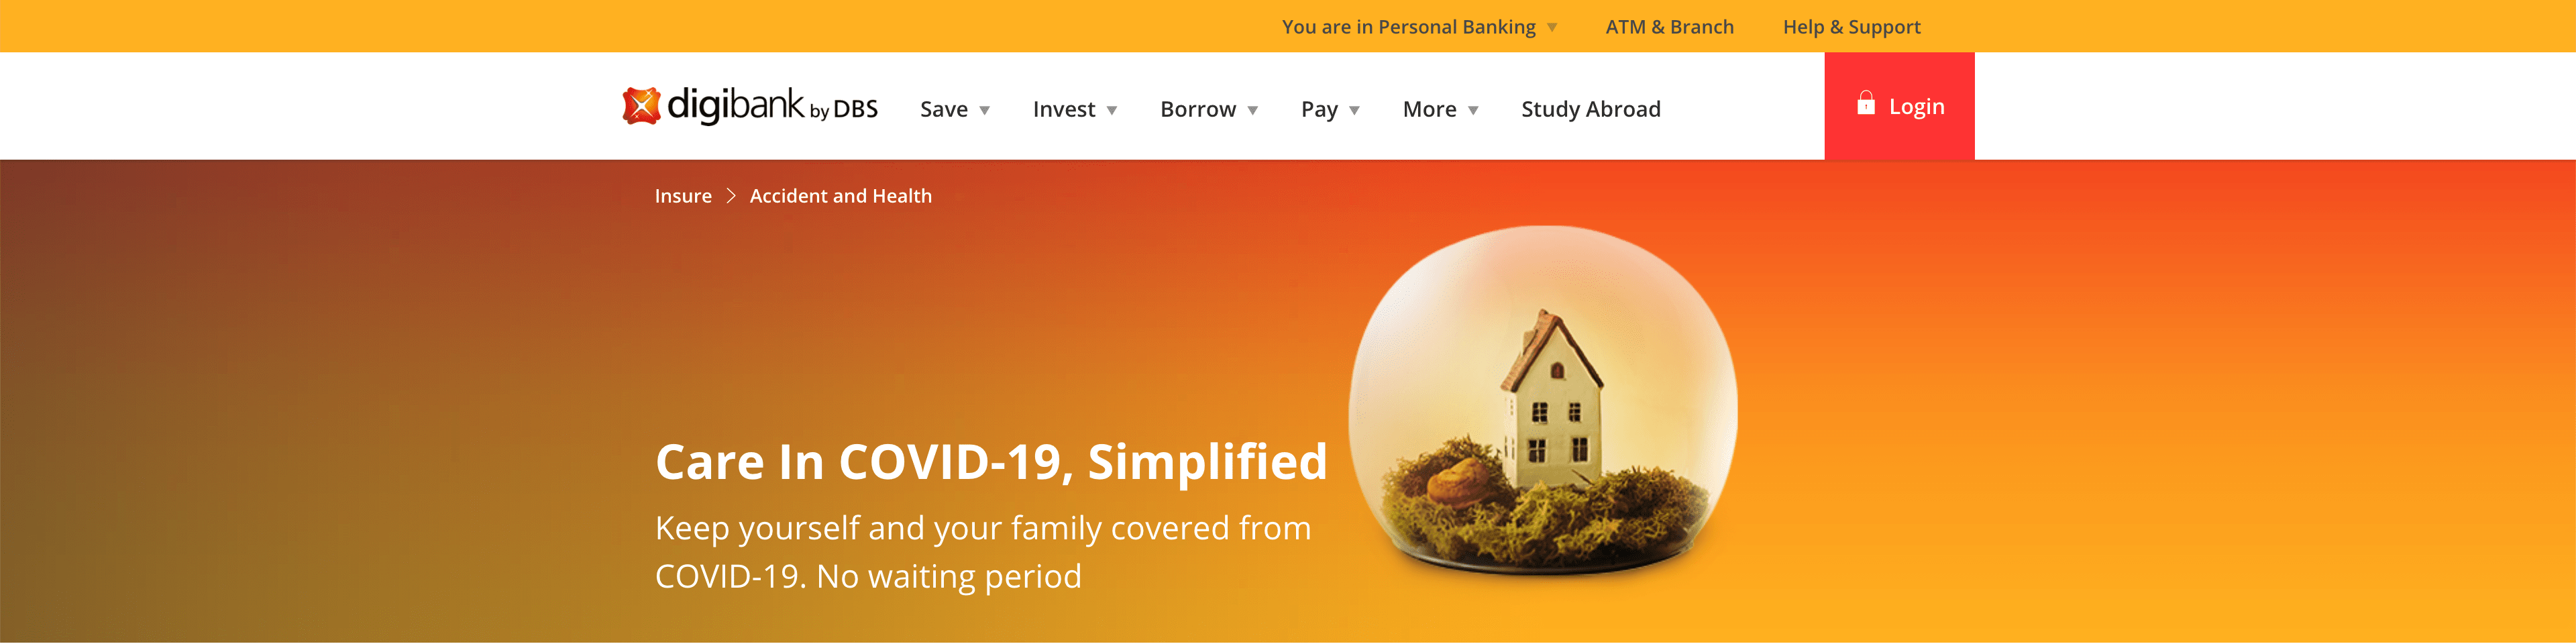 You are in Personal Banking ATM & Branch Help & Support
digibank by DBS Save Invest Borrow Pay More Study Abroad Login
Insure > Accident and Health
Care In COVID-19, Simplified
Keep yourself and your family covered from
COVID-19. No waiting period